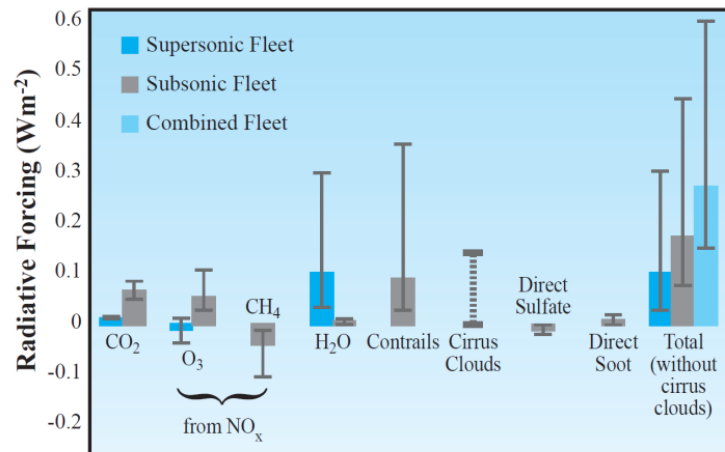 Radiative Forcing (Wm-2)
0.6
0.5
0.4
0.3
0.2
0.1
0
-0.1
-0.2
Supersonic Fleet
Subsonic Fleet
Combined Fleet
CO2
O3
CH4
from NOx
H2O
Contrails
Cirrus
Clouds
Direct
Sulfate
Direct
Soot
Total
(without
cirrus
clouds)